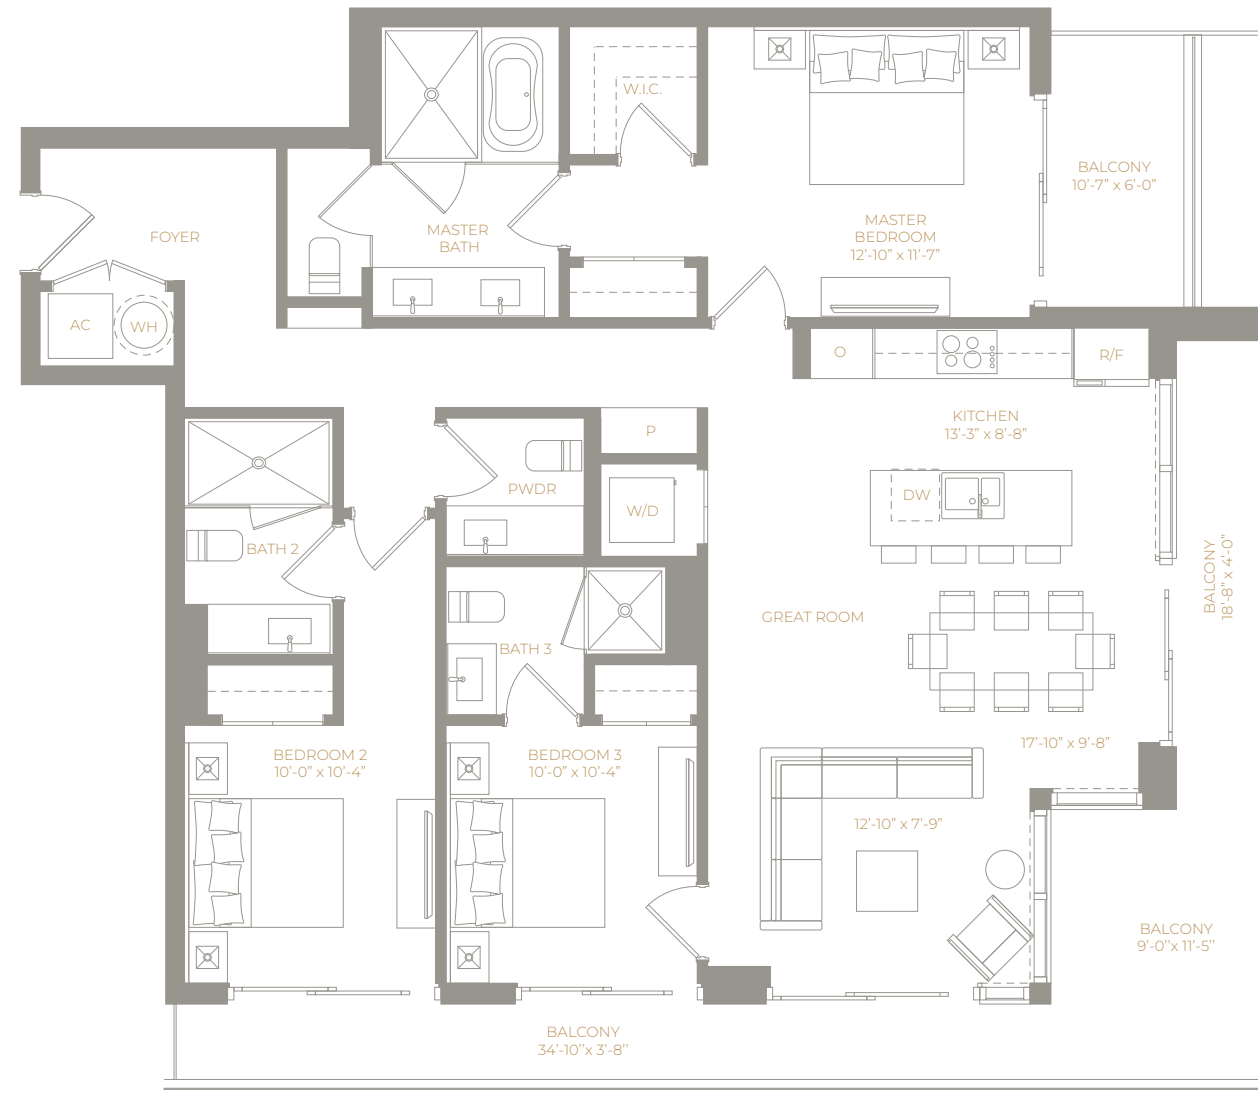 W.I.C.
BALCONY
10'-7” x 6'-0”
MASTER
BEDROOM
12'-10” x 11'-7”
MASTER
BATH
FOYER
AC
WH
O
R/F
KITCHEN
13'-3” x 8'-8”
P
PWDR
DW
W/D
BATH 2
BALCONY
18'-8” x 4'-0”
GREAT ROOM
BATH 3
17'-10” x 9'-8”
BEDROOM 2
10'-0” x 10'-4”
BEDROOM 3
10'-0” x 10'-4”
12'-10” x 7'-9”
BALCONY
9'-0’’x 11'-5’’
BALCONY
34'-10’’x 3'-8’’